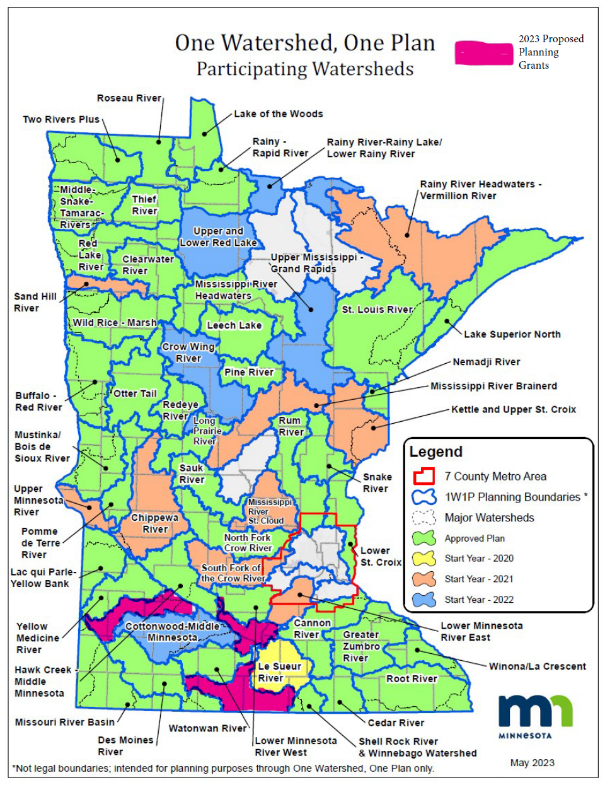 One Watershed, One Plan
Participating Watersheds
2023 Proposed
Planning
Grants
Roseau River
Two Rivers Plus
Lake of the Woods
Rainy -
Rapid River
Rainy River-Rainy Lake/
Lower Rainy River
Rainy River Headwaters -
Vermillion River
Middle-
Snake-
Tamarac-
Rivers
Thief
River
Upper and
Lower Red Lake
Red
Lake
River
Clearwater
River
Upper Mississippi -
Grand Rapids
Sand Hill
River
Mississippi River
Headwaters
St. Louis River
Wild Rice - Marsh
Leech Lake
Lake Superior North
Crow Wing
River
Pine River
Nemadji River
Mississippi River Brainerd
Buffalo -
Red River
Otter Tail
Redeye
River
Kettle and Upper St. Croix
Long
Prairie
River
Rum
River
Mustinka/
Bois de
Sioux River
Sauk
River
Snake
River
Upper
Minnesota
River
Mississippi
River
St. Cloud
Chippewa
River
Pomme
de Terre
River
North Fork
Crow River
Lower
St. Croix
South Fork of
the Crow River
Lac qui Parle-
Yellow Bank
Yellow
Medicine
River
Cottonwood-Middle
Minnesota
Cannon
River
Lower Minnesota
River East
Greater
Zumbro
River
Winona/La Crescent
Hawk Creek -
Middle
Minnesota
Le Sueur
River
Root River
Missouri River Basin
Des Moines
River
Watonwan River
Lower Minnesota
River West
Shell Rock River
& Winnebago Watershed
Cedar River
Legend
7 County Metro Area
1W1P Planning Boundaries *
Major Watersheds
Approved Plan
Start Year - 2020
Start Year - 2021
Start Year - 2022
MINNESOTA
May 2023
*Not legal boundaries; intended for planning purposes through One Watershed, One Plan only.